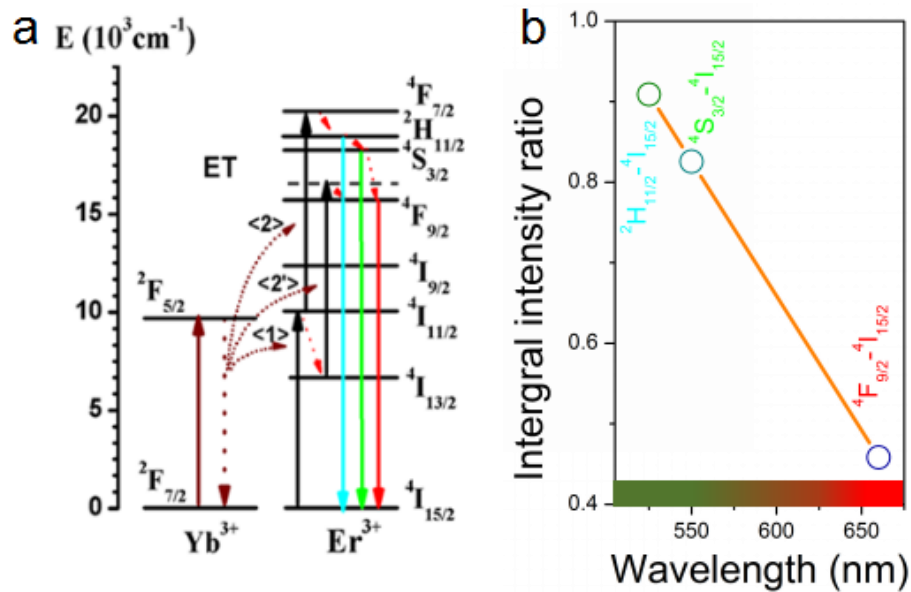 a
E (10³cm⁻¹)
20
15
10
5
0
ET
<2>
<2'>
<1>
²F₅/₂
²F₇/₂
Yb³⁺
⁴F₇/₂
²H₁₁/₂
⁴S₃/₂
⁴F₉/₂
⁴I₉/₂
⁴I₁₁/₂
⁴I₁₃/₂
⁴I₁₅/₂
Er³⁺
b
Intergral intensity ratio
1.0
0.8
0.6
0.4
²H₁₁/₂-⁴I₁₅/₂
⁴S₃/₂-⁴I₁₅/₂
⁴F₉/₂-⁴I₁₅/₂
550
600
650
Wavelength (nm)